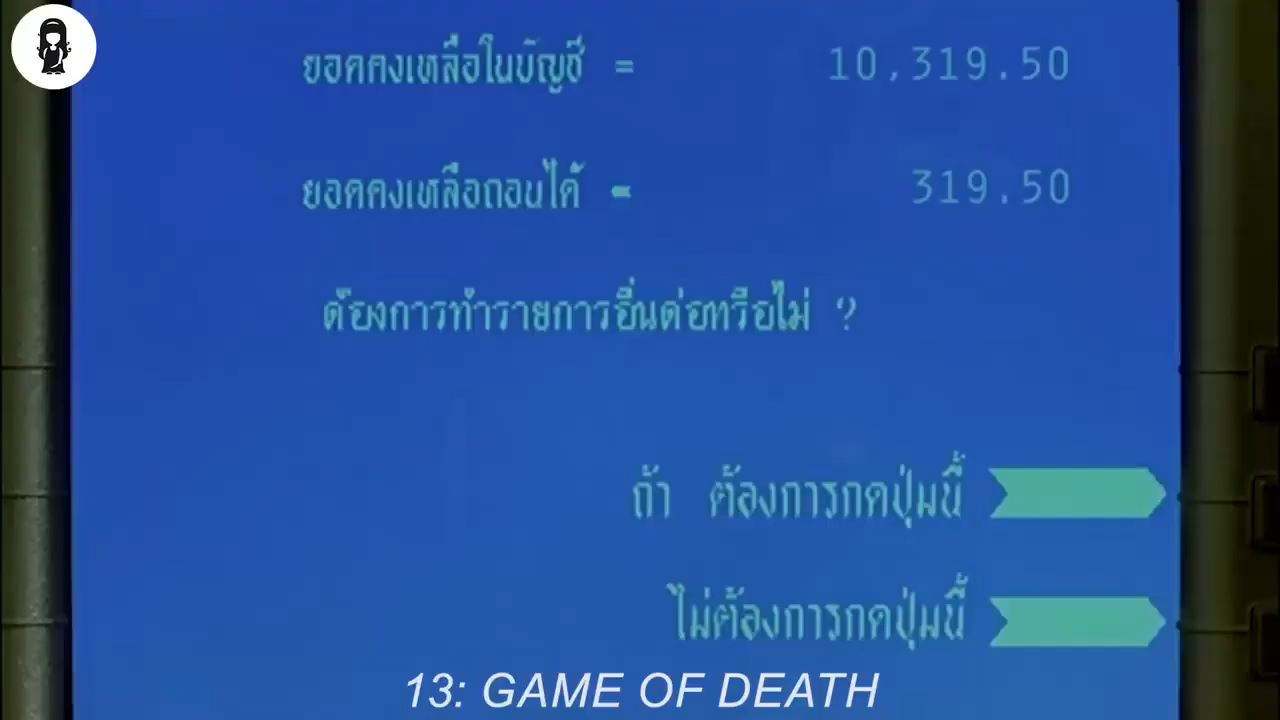 ยอดคงเหลือในบัญชี = 10,319.50
ยอดคงเหลือถอนได้ = 319.50
ต้องการทำรายการอื่นต่อหรือไม่ ?
ถ้า ต้องการกดปุ่มนี้
ไม่ต้องการกดปุ่มนี้
13: GAME OF DEATH